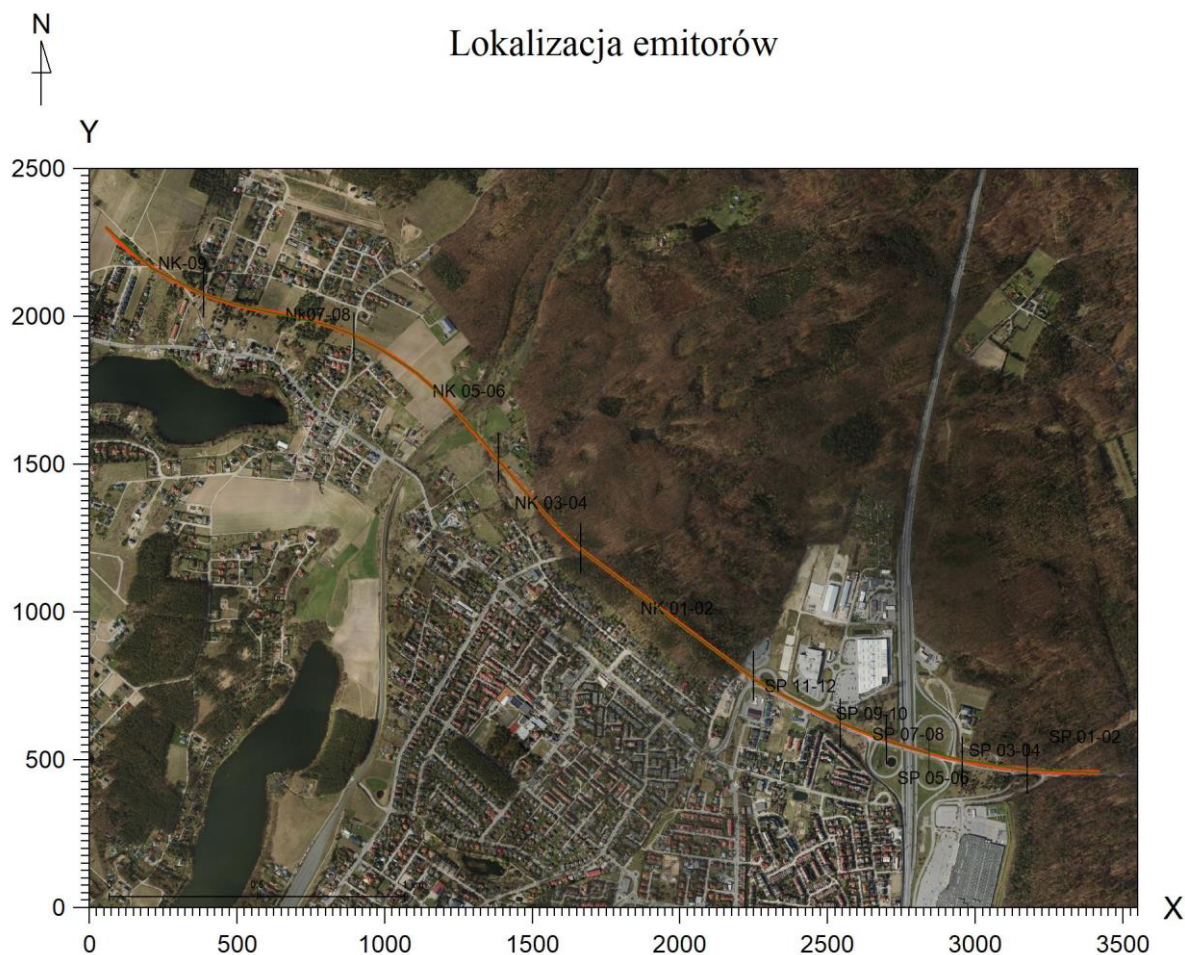 N
Lokalizacja emitorów
Y
2500
2000
1500
1000
500
0
NK-09
Nk07-08
NK 05-06
NK 03-04
NK 01-02
SP 11-12
SP 09-10
SP 07-08
SP 01-02
SP 03-04
SP 05-06
X
0 500 1000 1500 2000 2500 3000 3500